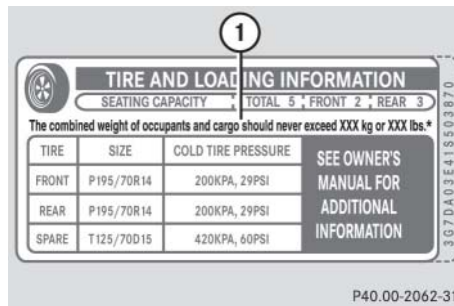 1
TIRE AND LOADING INFORMATION
SEATING CAPACITY TOTAL 5 FRONT 2 REAR 3
The combined weight of occupants and cargo should never exceed XXX kg or XXX lbs.*
TIRE SIZE COLD TIRE PRESSURE
FRONT P195/70R14 200KPA, 29PSI
REAR P195/70R14 200KPA, 29PSI
SPARE T125/70D15 420KPA, 60PSI
SEE OWNER'S
MANUAL FOR
ADDITIONAL
INFORMATION
3G7DA03E41S503870
P40.00-2062-31